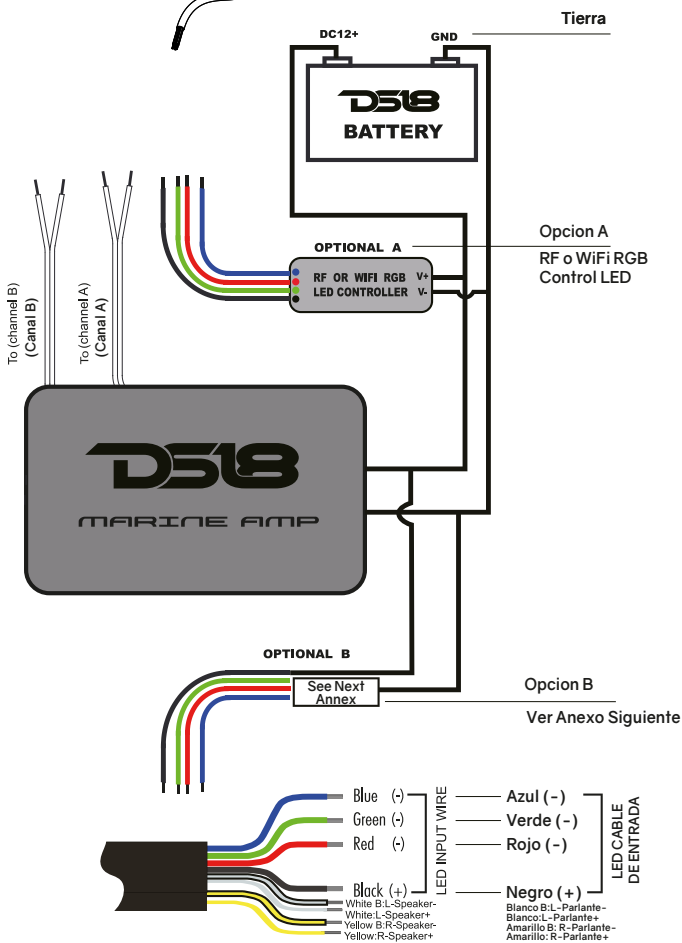 Tierra
DC12+
GND
DS18
BATTERY
OPTIONAL A
Opcion A
RF OR WIFI RGB
LED CONTROLLER
V+
V-
RF o WiFi RGB
Control LED
To (channel B)
(Canal B)
To (channel A)
(Canal A)
DS18
MARINE AMP
OPTIONAL B
See Next
Annex
Opcion B
Ver Anexo Siguiente
Blue (-)
Green (-)
Red (-)
Black (+)
White B:L-Speaker-
White:L-Speaker+
Yellow B:R-Speaker-
Yellow:R-Speaker+
LED INPUT WIRE
Azul (-)
Verde (-)
Rojo (-)
Negro (+)
Blanco B:L-Parlante-
Blanco:L-Parlante+
Amarillo B: R-Parlante-
Amarillo: R-Parlante+
LED CABLE
DE ENTRADA